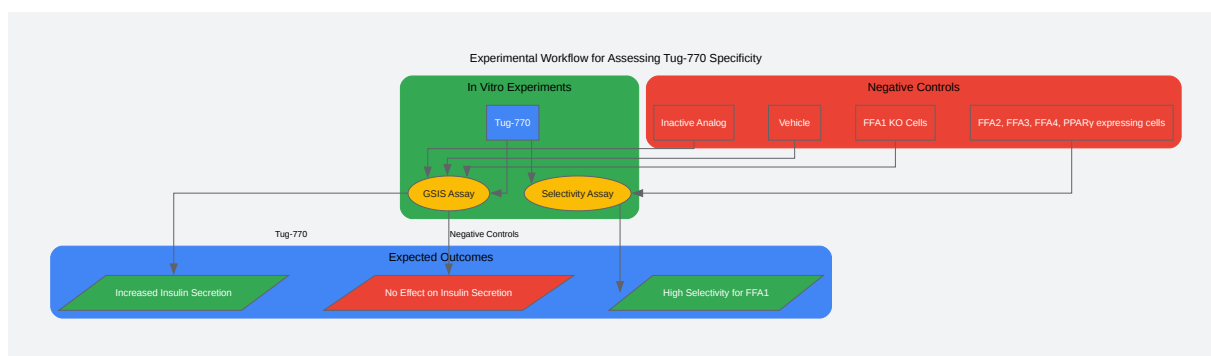 Experimental Workflow for Assessing Tug-770 Specificity
In Vitro Experiments
Negative Controls
Tug-770
Inactive Analog
Vehicle
FFA1 KO Cells
FFA2, FFA3, FFA4, PPARγ expressing cells
GSIS Assay
Selectivity Assay
Tug-770
Negative Controls
Expected Outcomes
Increased Insulin Secretion
No Effect on Insulin Secretion
High Selectivity for FFA1